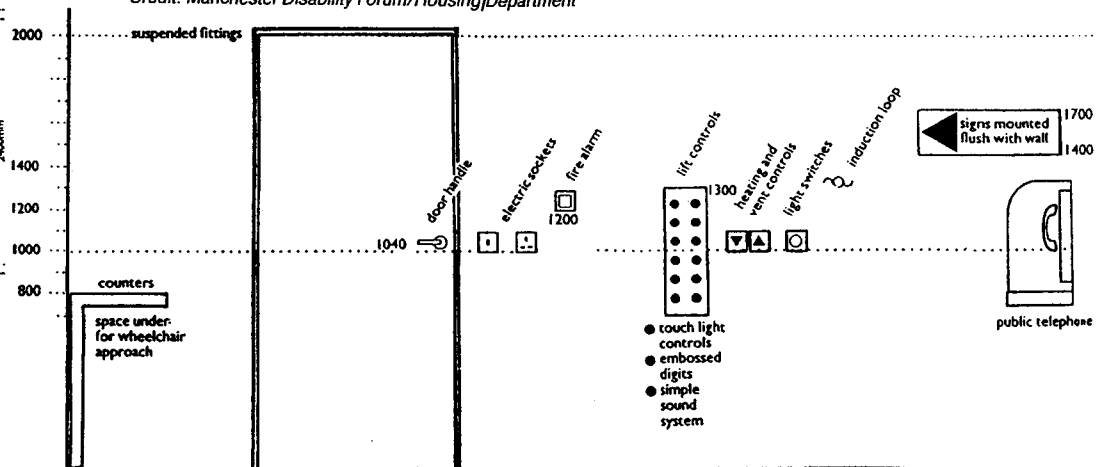 Credit: Manchester Disability Forum/Housing Department
2000
suspended fittings
1400
1200
1000
800
counters
space under
for wheelchair
approach
door handle
1040
electric sockets
fire alarm
1200
lift controls
1300
heating and
vent controls
light switches
induction loop
signs mounted
flush with wall
1700
1400
public telephone
touch light
controls
embossed
digits
simple
sound
system